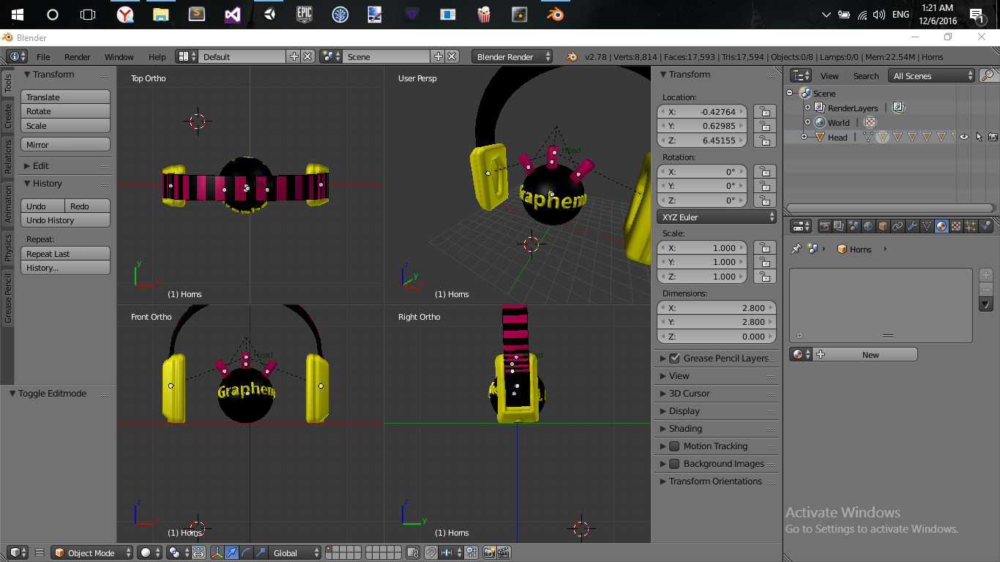 ENG
1:21 AM
12/6/2016
1
EPIC
GAMES
Blender
File Render Window Help Default Scene Blender Render v2.78 | Verts:8,814 | Faces:17,593 | Tris:17,594 | Objects:0/8 | Lamps:0/0 | Mem:22.54M | Horns
Tools
Create
Relations
Animation
Physics
Grease Pencil
Transform
Translate
Rotate
Scale
Mirror
Edit
History
Undo Redo
Undo History
Repeat:
Repeat Last
History...
Toggle Editmode
Top Ortho
Head
y
x
(1) Horns
User Persp
Head
Graphem
z
y
x
(1) Horns
Front Ortho
Head
Graphem
z
x
(1) Horns
Right Ortho
z
y
(1) Horns
Transform
Location:
X: -0.42764
Y: 0.62985
Z: 6.45155
Rotation:
X: 0°
Y: 0°
Z: 0°
XYZ Euler
Scale:
X: 1.000
Y: 1.000
Z: 1.000
Dimensions:
X: 2.800
Y: 2.800
Z: 0.000
Grease Pencil Layers
View
3D Cursor
Display
Shading
Motion Tracking
Background Images
Transform Orientations
View Search All Scenes
Scene
RenderLayers
World
Head
Horns
New
Activate Windows
Go to Settings to activate Windows.
Object Mode Global